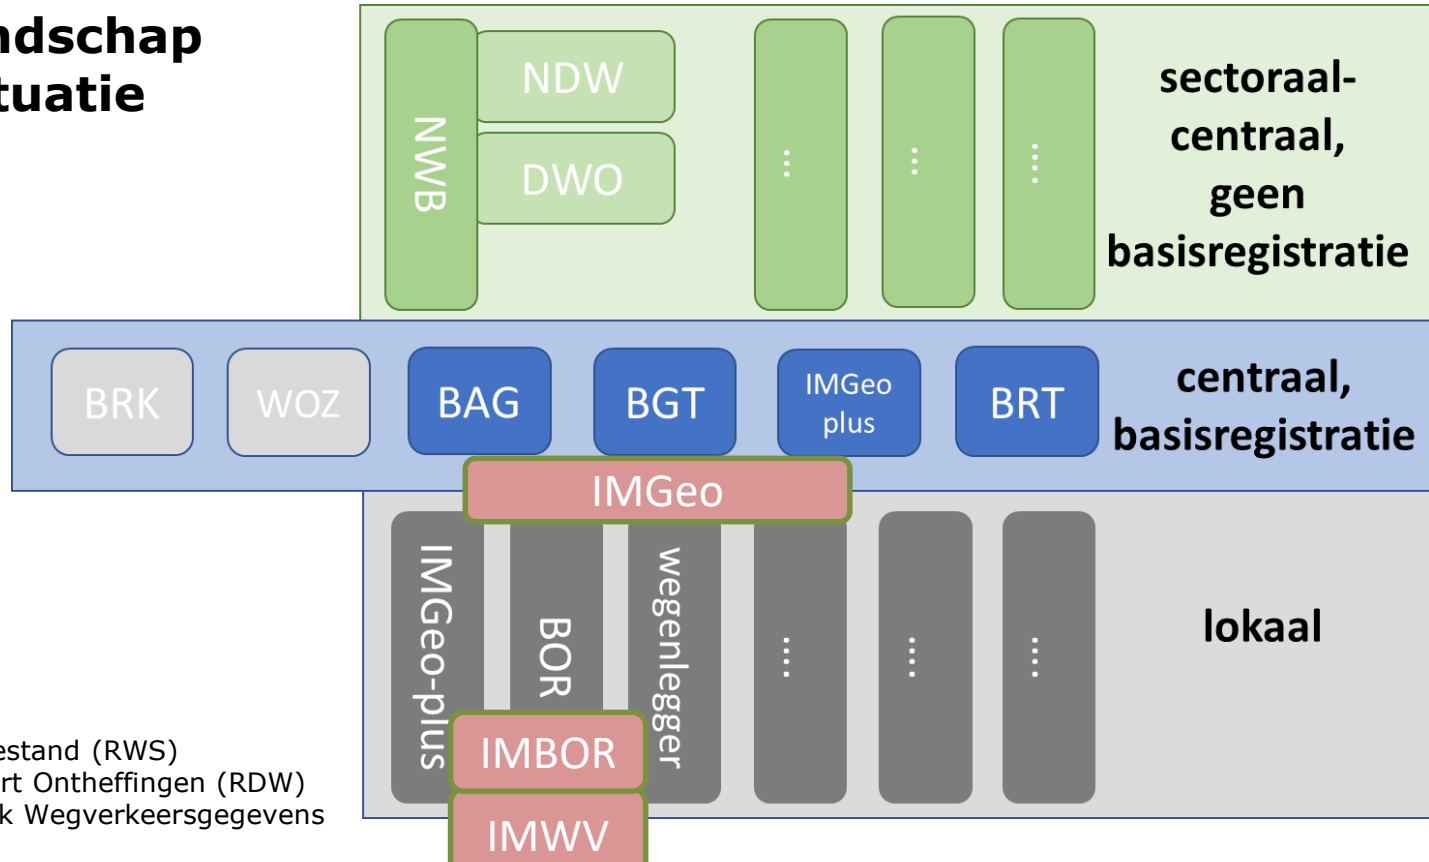 ndschap
tuatie
NWB
NDW
DWO
...
...
....
sectoraal-
centraal,
geen
basisregistratie
BRK
WOZ
BAG
BGT
IMGeo
plus
BRT
centraal,
basisregistratie
IMGeo
IMGeo-plus
BOR
wegenlegger
....
....
....
lokaal
IMBOR
IMWV
estand (RWS)
rt Ontheffingen (RDW)
k Wegverkeersgegevens